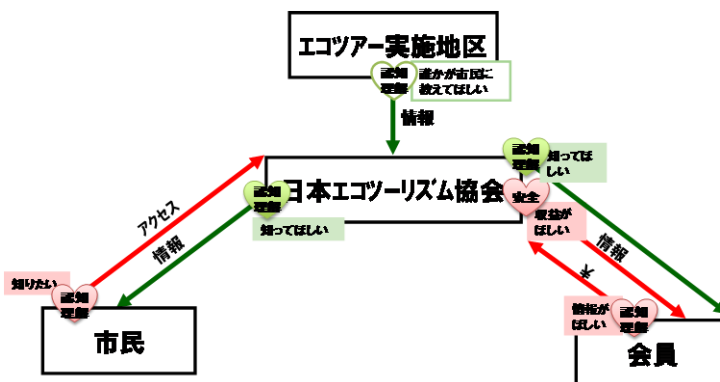 エコツアー実施地区
認知
理解
誰かが市民に
教えてほしい
情報
認知
理解
知ってほ
しい
日本エコツーリズム協会
認知
理解
安全
知ってほしい
収益が
ほしい
アクセス
情報
情報
知りたい
認知
理解
情報が
ほしい
認知
理解
市民
会員